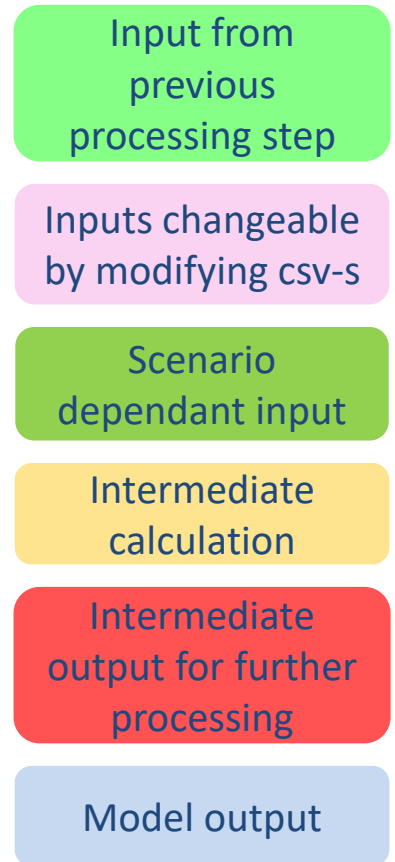 Input from
previous
processing step
Inputs changeable
by modifying csv-s
Scenario
dependant input
Intermediate
calculation
Intermediate
output for further
processing
Model output